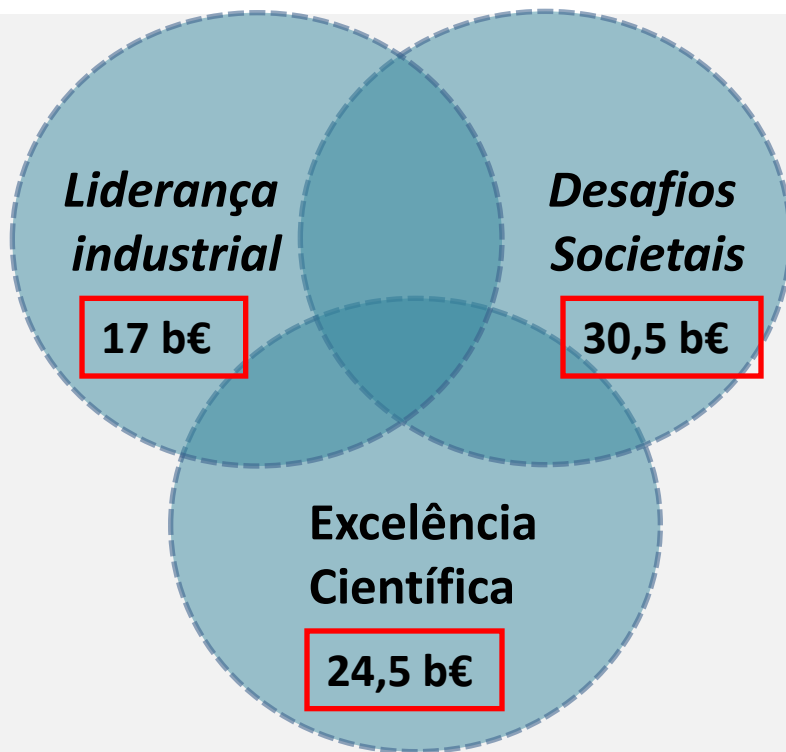 Liderança
industrial
17 b€
Desafios
Societais
30,5 b€
Excelência
Científica
24,5 b€